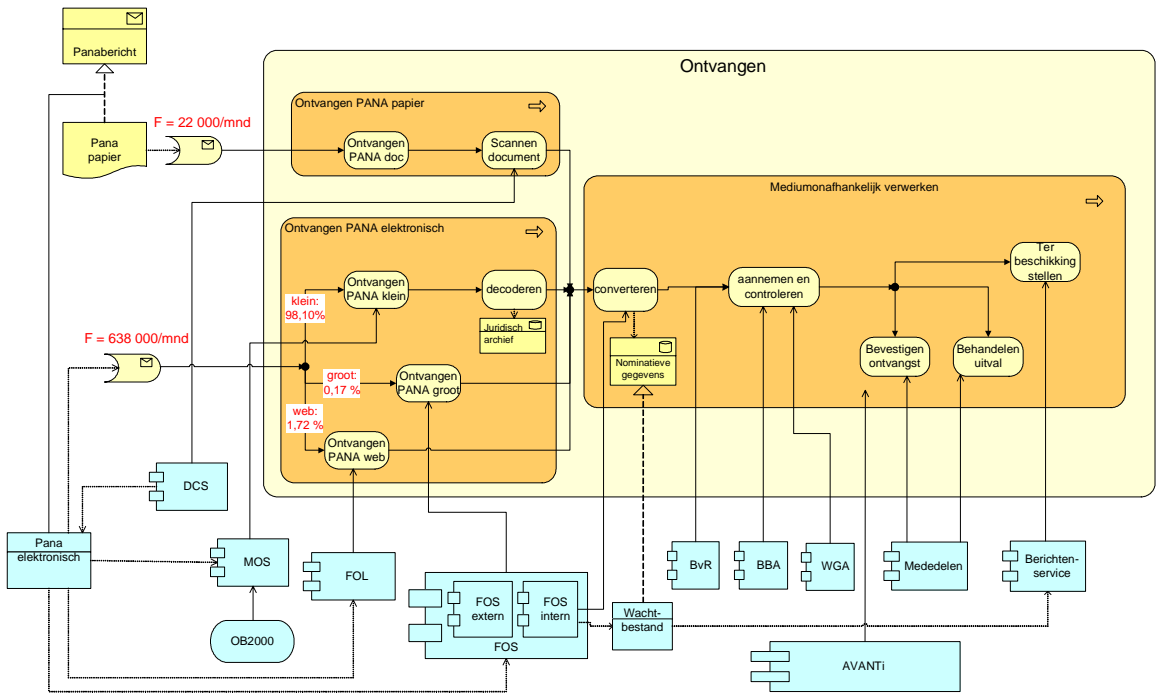 Panabericht
Ontvangen
Ontvangen PANA papier
F = 22 000/mnd
Pana
papier
Ontvangen
PANA doc
Scannen
document
Mediumonafhankelijk verwerken
Ontvangen PANA elektronisch
Ter
beschikking
stellen
Ontvangen
PANA klein
decoderen
converteren
aannemen en
controleren
klein:
98,10%
Juridisch
archief
F = 638 000/mnd
Nominatieve
gegevens
Bevestigen
ontvangst
Behandelen
uitval
groot:
0,17 %
Ontvangen
PANA groot
web:
1,72 %
Ontvangen
PANA web
DCS
Pana
elektronisch
MOS
FOL
BvR
BBA
WGA
Mededelen
Berichten-
service
FOS
extern
FOS
intern
FOS
Wacht-
bestand
OB2000
AVANTi